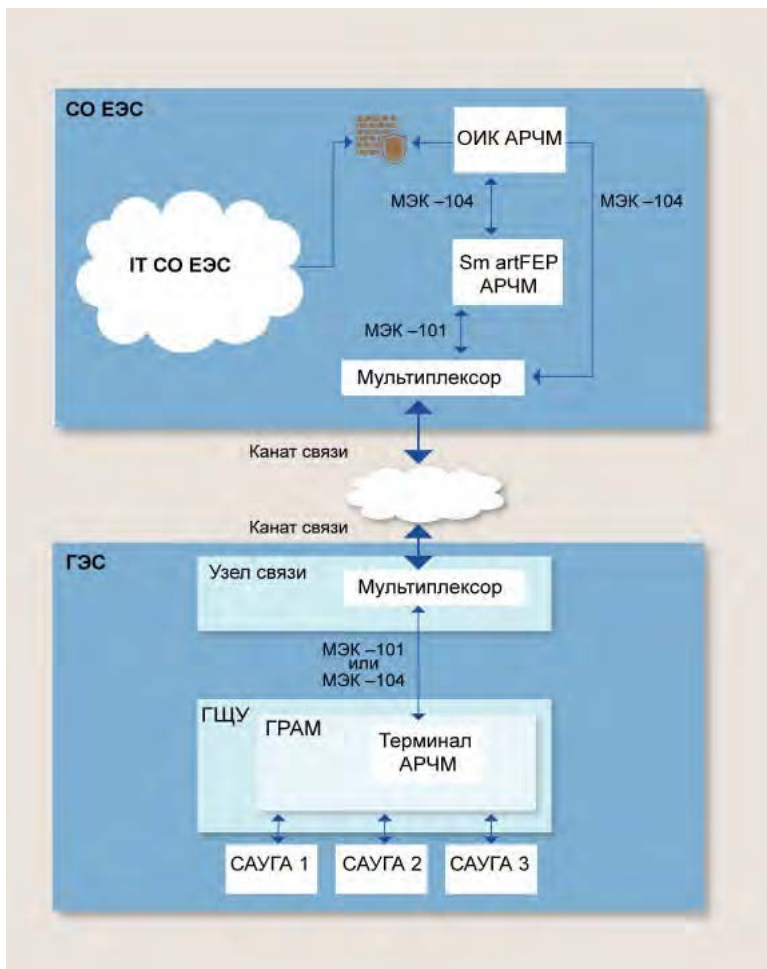 СО ЕЭС
ОИК АРЧМ
МЭК –104
МЭК –104
IT СО ЕЭС
Sm artFEP
АРЧМ
МЭК –101
Мультиплексор
Канат связи
Канат связи
ГЭС
Узел связи
Мультиплексор
МЭК –101
или
МЭК –104
ГЩУ
ГРАМ
Терминал
АРЧМ
САУГА 1
САУГА 2
САУГА 3